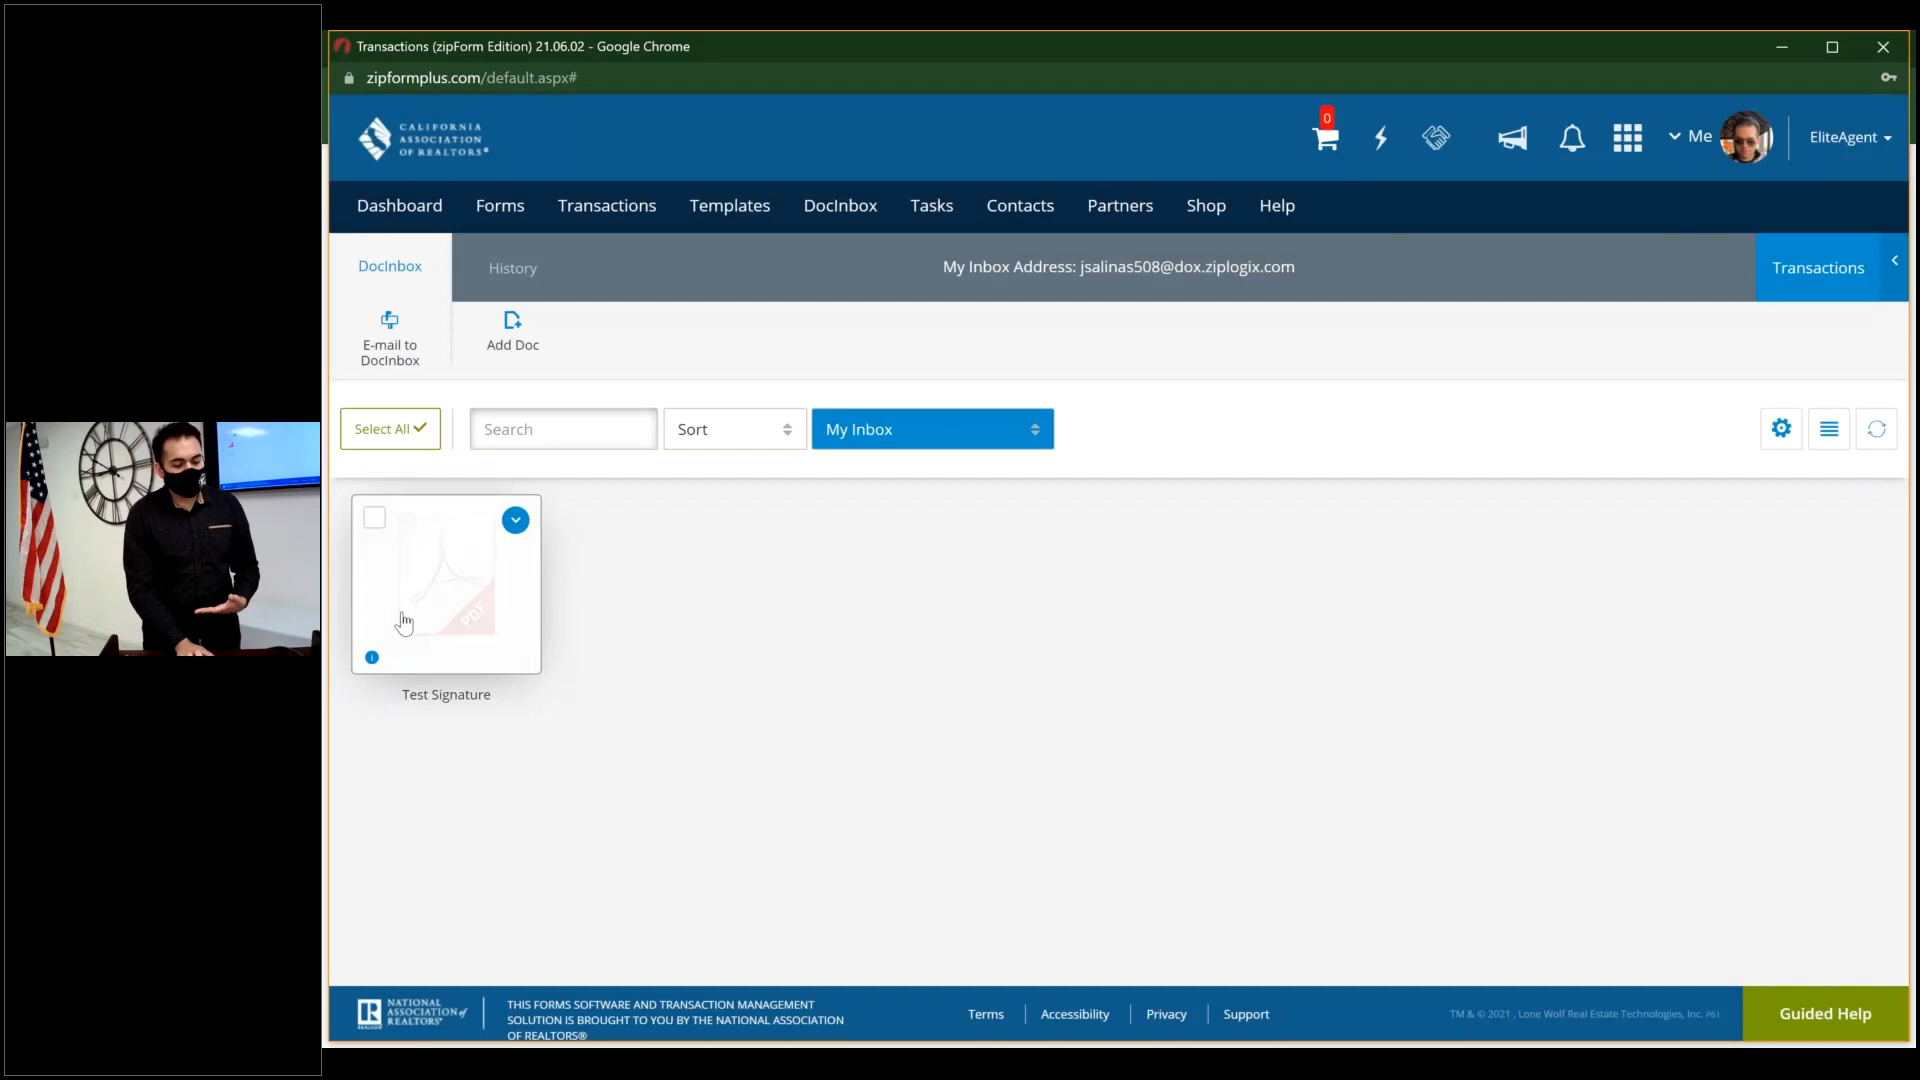 Transactions (zipForm Edition) 21.06.02 - Google Chrome
zipformplus.com/default.aspx#
CALIFORNIA
ASSOCIATION
OF REALTORS®
0
Me
EliteAgent
Dashboard
Forms
Transactions
Templates
DocInbox
Tasks
Contacts
Partners
Shop
Help
DocInbox
History
My Inbox Address: jsalinas508@dox.ziplogix.com
Transactions
E-mail to
DocInbox
Add Doc
Select All
Search
Sort
My Inbox
PDF
Test Signature
NATIONAL
ASSOCIATION of
REALTORS®
REALTOR®
THIS FORMS SOFTWARE AND TRANSACTION MANAGEMENT
SOLUTION IS BROUGHT TO YOU BY THE NATIONAL ASSOCIATION
OF REALTORS®
Terms
Accessibility
Privacy
Support
TM & © 2021 , Lone Wolf Real Estate Technologies, Inc. P61
Guided Help